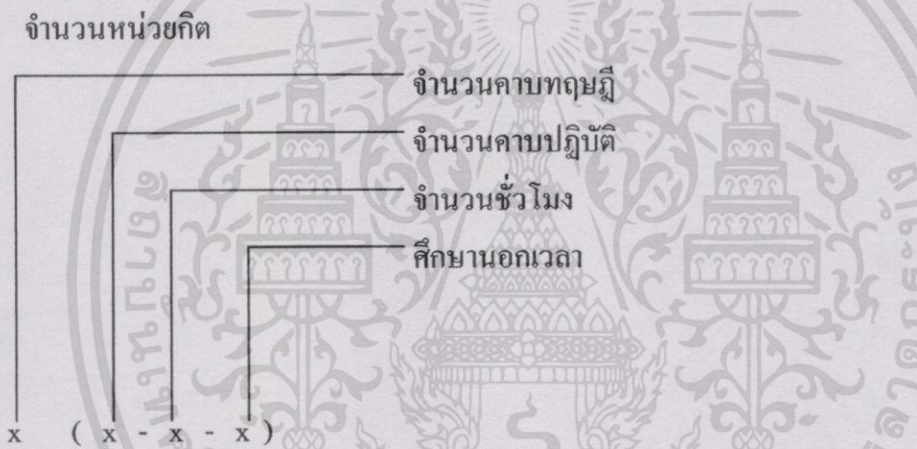 จำนวนหน่วยกิต
จำนวนคาบทฤษฎี
จำนวนคาบปฏิบัติ
จำนวนชั่วโมง
ศึกษานอกเวลา
x ( x - x - x )